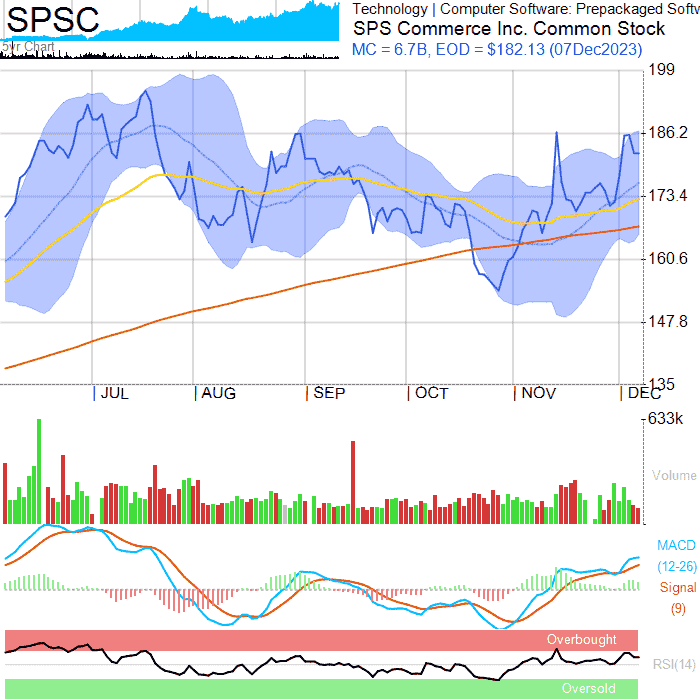 SPSC
5yr Chart
Technology | Computer Software: Prepackaged Softw
SPS Commerce Inc. Common Stock
MC = 6.7B, EOD = $182.13 (07Dec2023)
199
186.2
173.4
160.6
147.8
135
JUL AUG SEP OCT NOV DEC
633k
Volume
MACD
(12-26)
Signal
(9)
Overbought
RSI(14)
Oversold